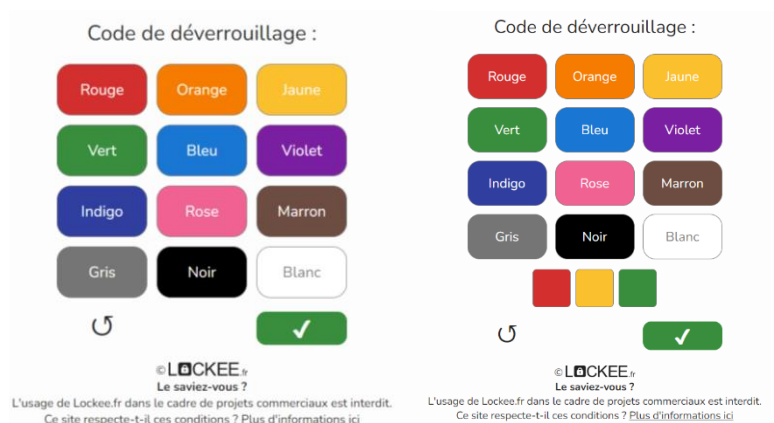 Code de déverrouillage :
Rouge Orange Jaune
Vert Bleu Violet
Indigo Rose Marron
Gris Noir Blanc
© LOCKEE.fr
Le saviez-vous ?
L'usage de Lockee.fr dans le cadre de projets commerciaux est interdit.
Ce site respecte-t-il ces conditions ? Plus d'informations ici
Code de déverrouillage :
Rouge Orange Jaune
Vert Bleu Violet
Indigo Rose Marron
Gris Noir Blanc
© LOCKEE.fr
Le saviez-vous ?
L'usage de Lockee.fr dans le cadre de projets commerciaux est interdit.
Ce site respecte-t-il ces conditions ? Plus d'informations ici